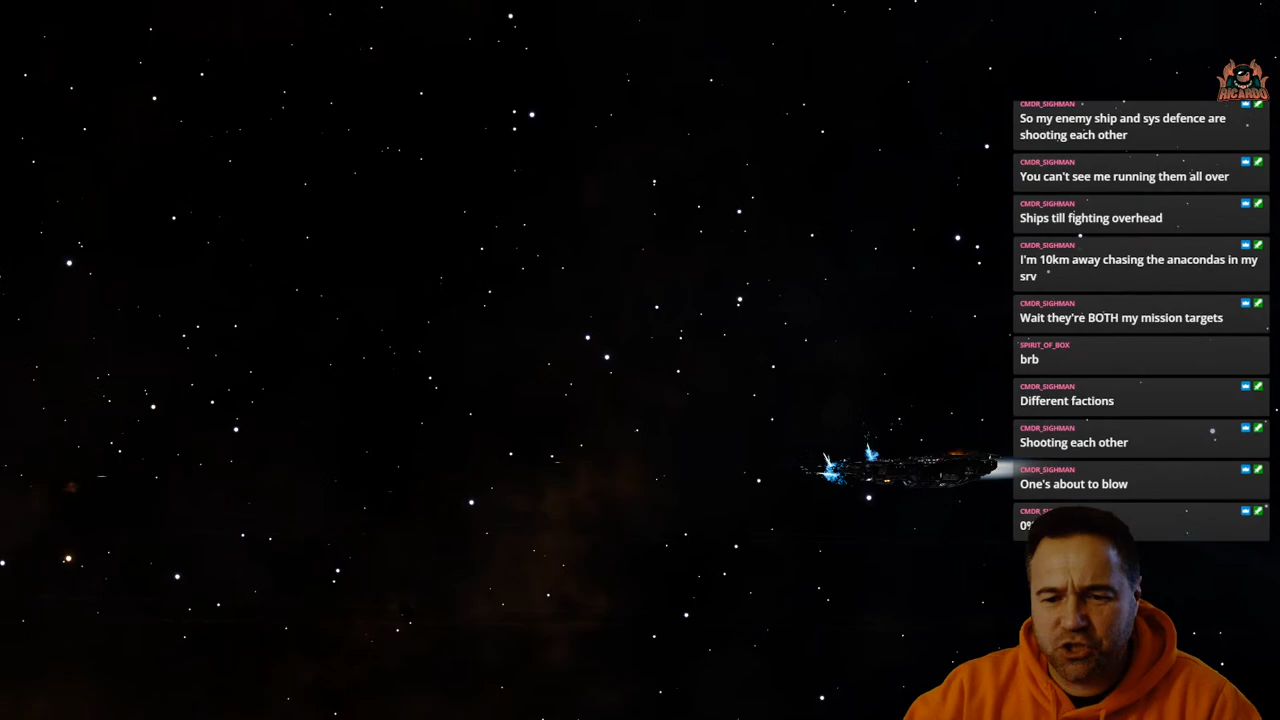 RICARDO
CMDR_SIGHMAN
So my enemy ship and sys defence are
shooting each other
CMDR_SIGHMAN
You can't see me running them all over
CMDR_SIGHMAN
Ships till fighting overhead
CMDR_SIGHMAN
I'm 10km away chasing the anacondas in my
srv
CMDR_SIGHMAN
Wait they're BOTH my mission targets
SPIRIT_OF_BOX
brb
CMDR_SIGHMAN
Different factions
CMDR_SIGHMAN
Shooting each other
CMDR_SIGHMAN
One's about to blow